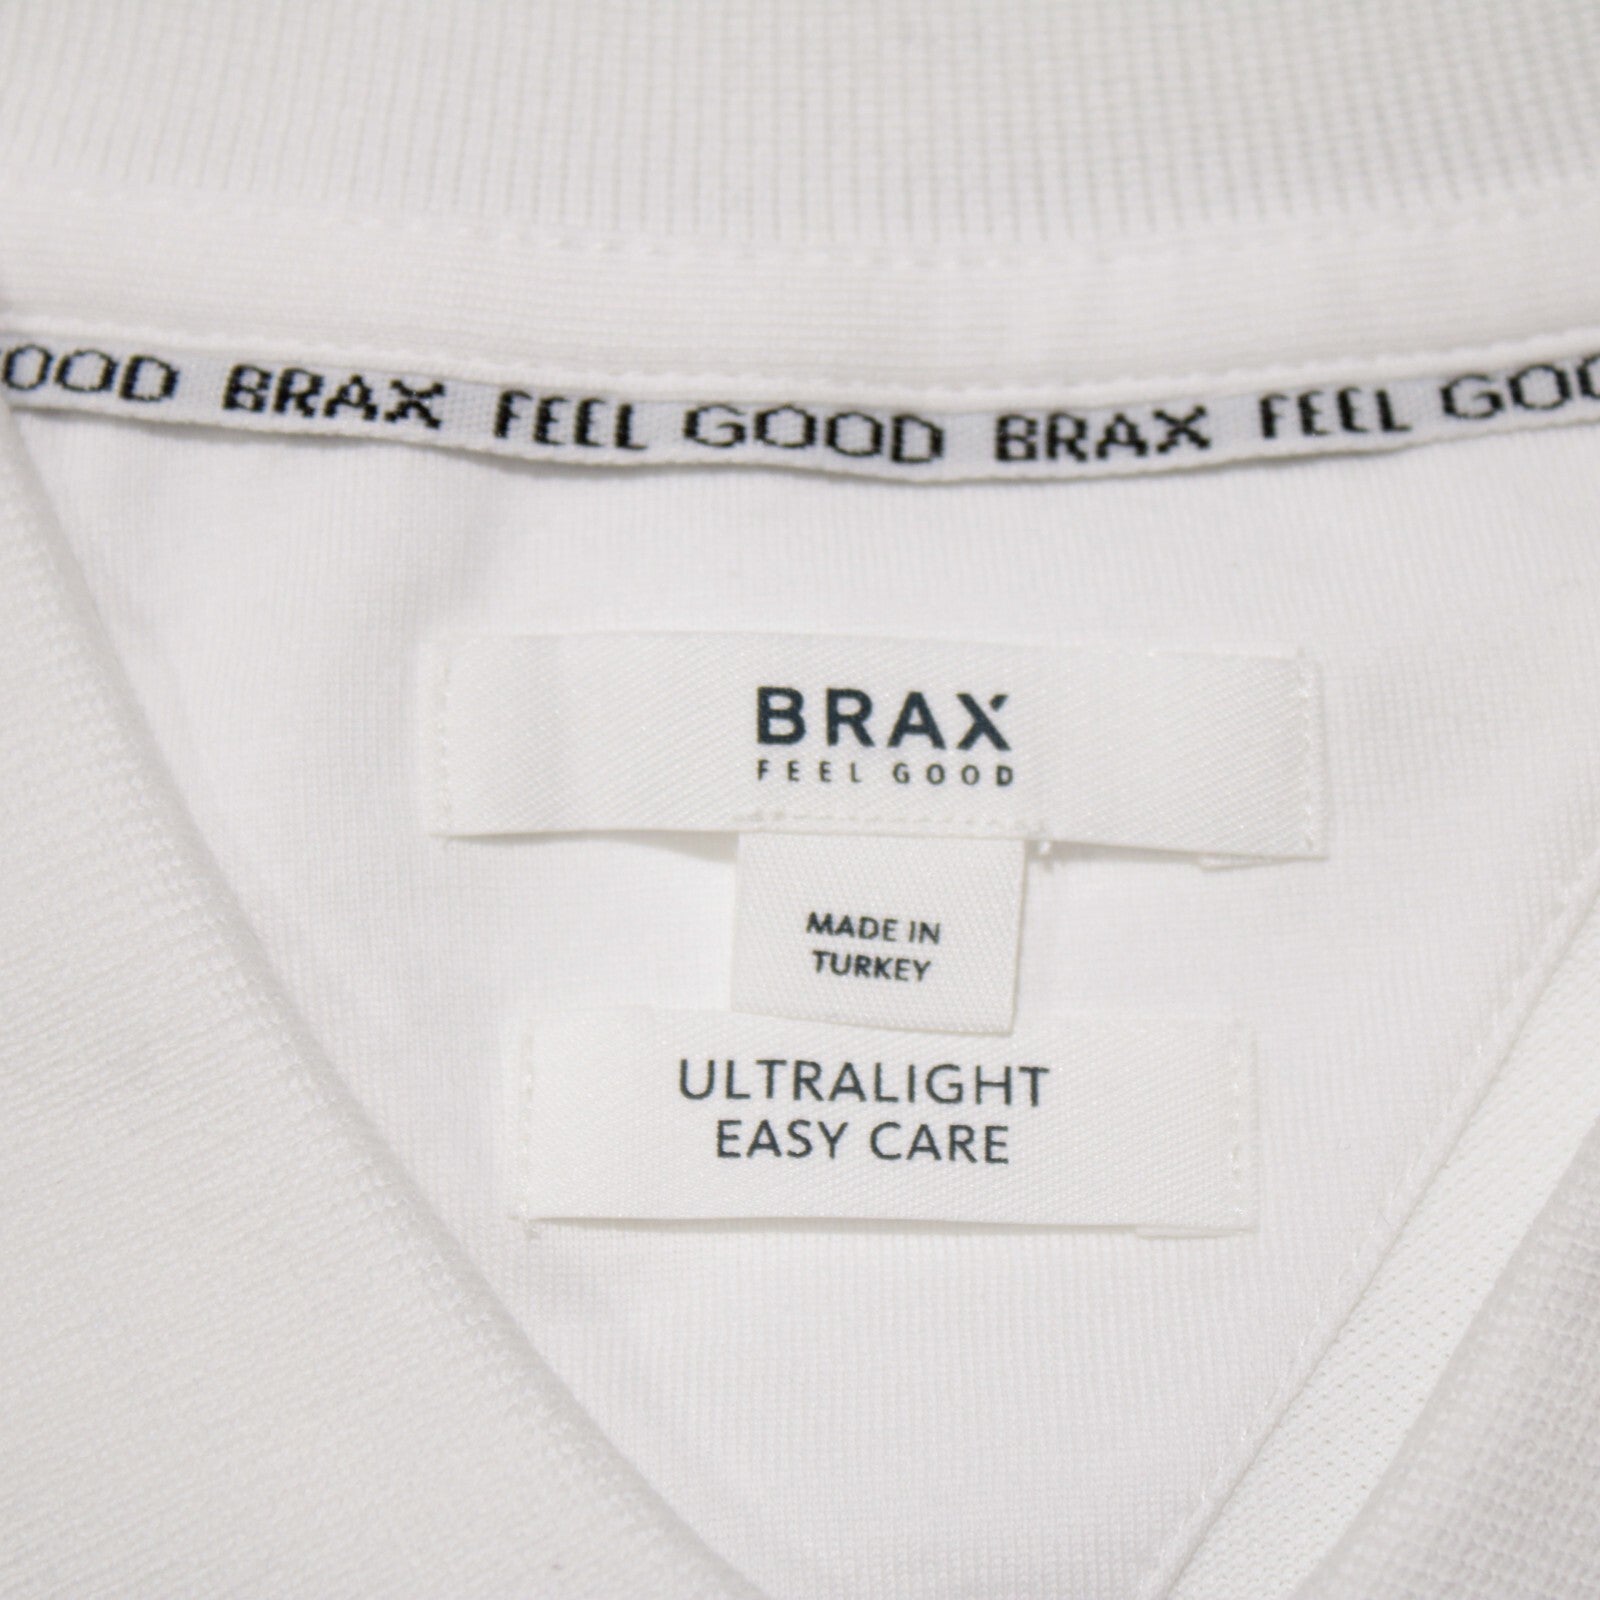 OOD BRAX FEEL GOOD BRAX FEEL GOO
BRAX
FEEL GOOD
MADE IN
TURKEY
ULTRALIGHT
EASY CARE